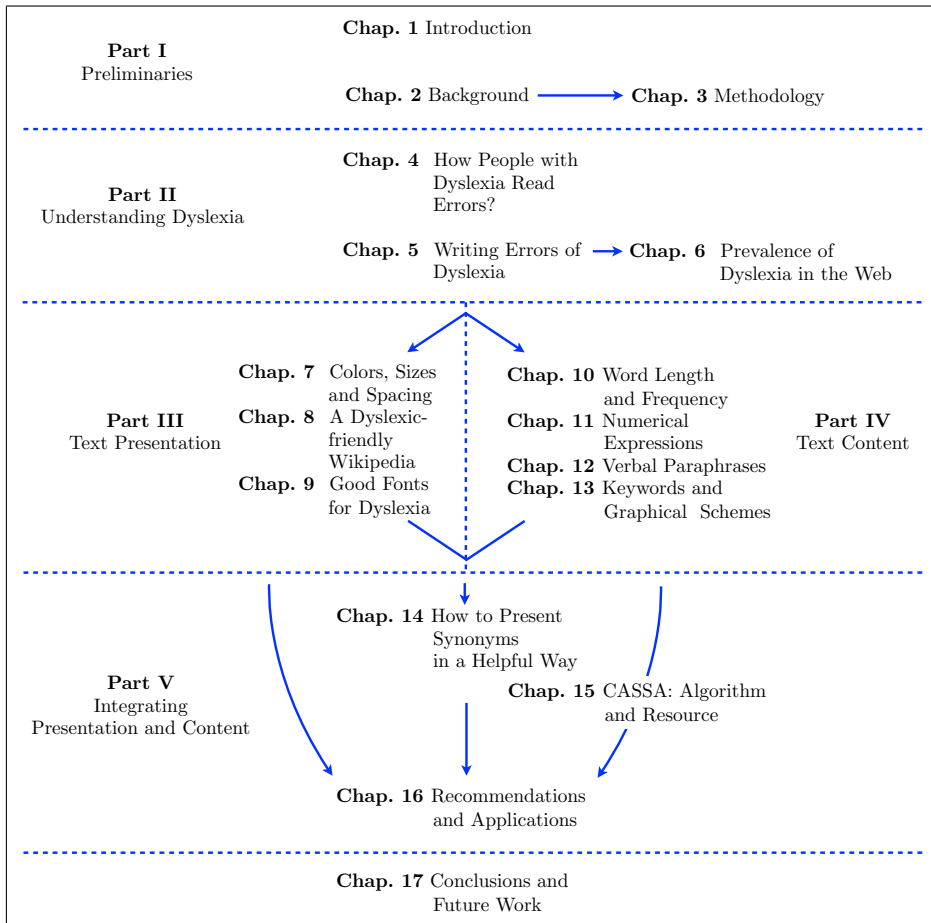 Chap. 1 Introduction
Part I
Preliminaries
Chap. 2 Background
Chap. 3 Methodology
Chap. 4 How People with
Dyslexia Read
Errors?
Part II
Understanding Dyslexia
Chap. 5 Writing Errors of
Dyslexia
Chap. 6 Prevalence of
Dyslexia in the Web
Part III
Text Presentation
Chap. 7 Colors, Sizes
and Spacing
Chap. 8 A Dyslexic-
friendly
Wikipedia
Chap. 9 Good Fonts
for Dyslexia
Chap. 10 Word Length
and Frequency
Chap. 11 Numerical
Expressions
Chap. 12 Verbal Paraphrases
Chap. 13 Keywords and
Graphical Schemes
Part IV
Text Content
Chap. 14 How to Present
Synonyms
in a Helpful Way
Part V
Integrating
Presentation and Content
Chap. 15 CASSA: Algorithm
and Resource
Chap. 16 Recommendations
and Applications
Chap. 17 Conclusions and
Future Work